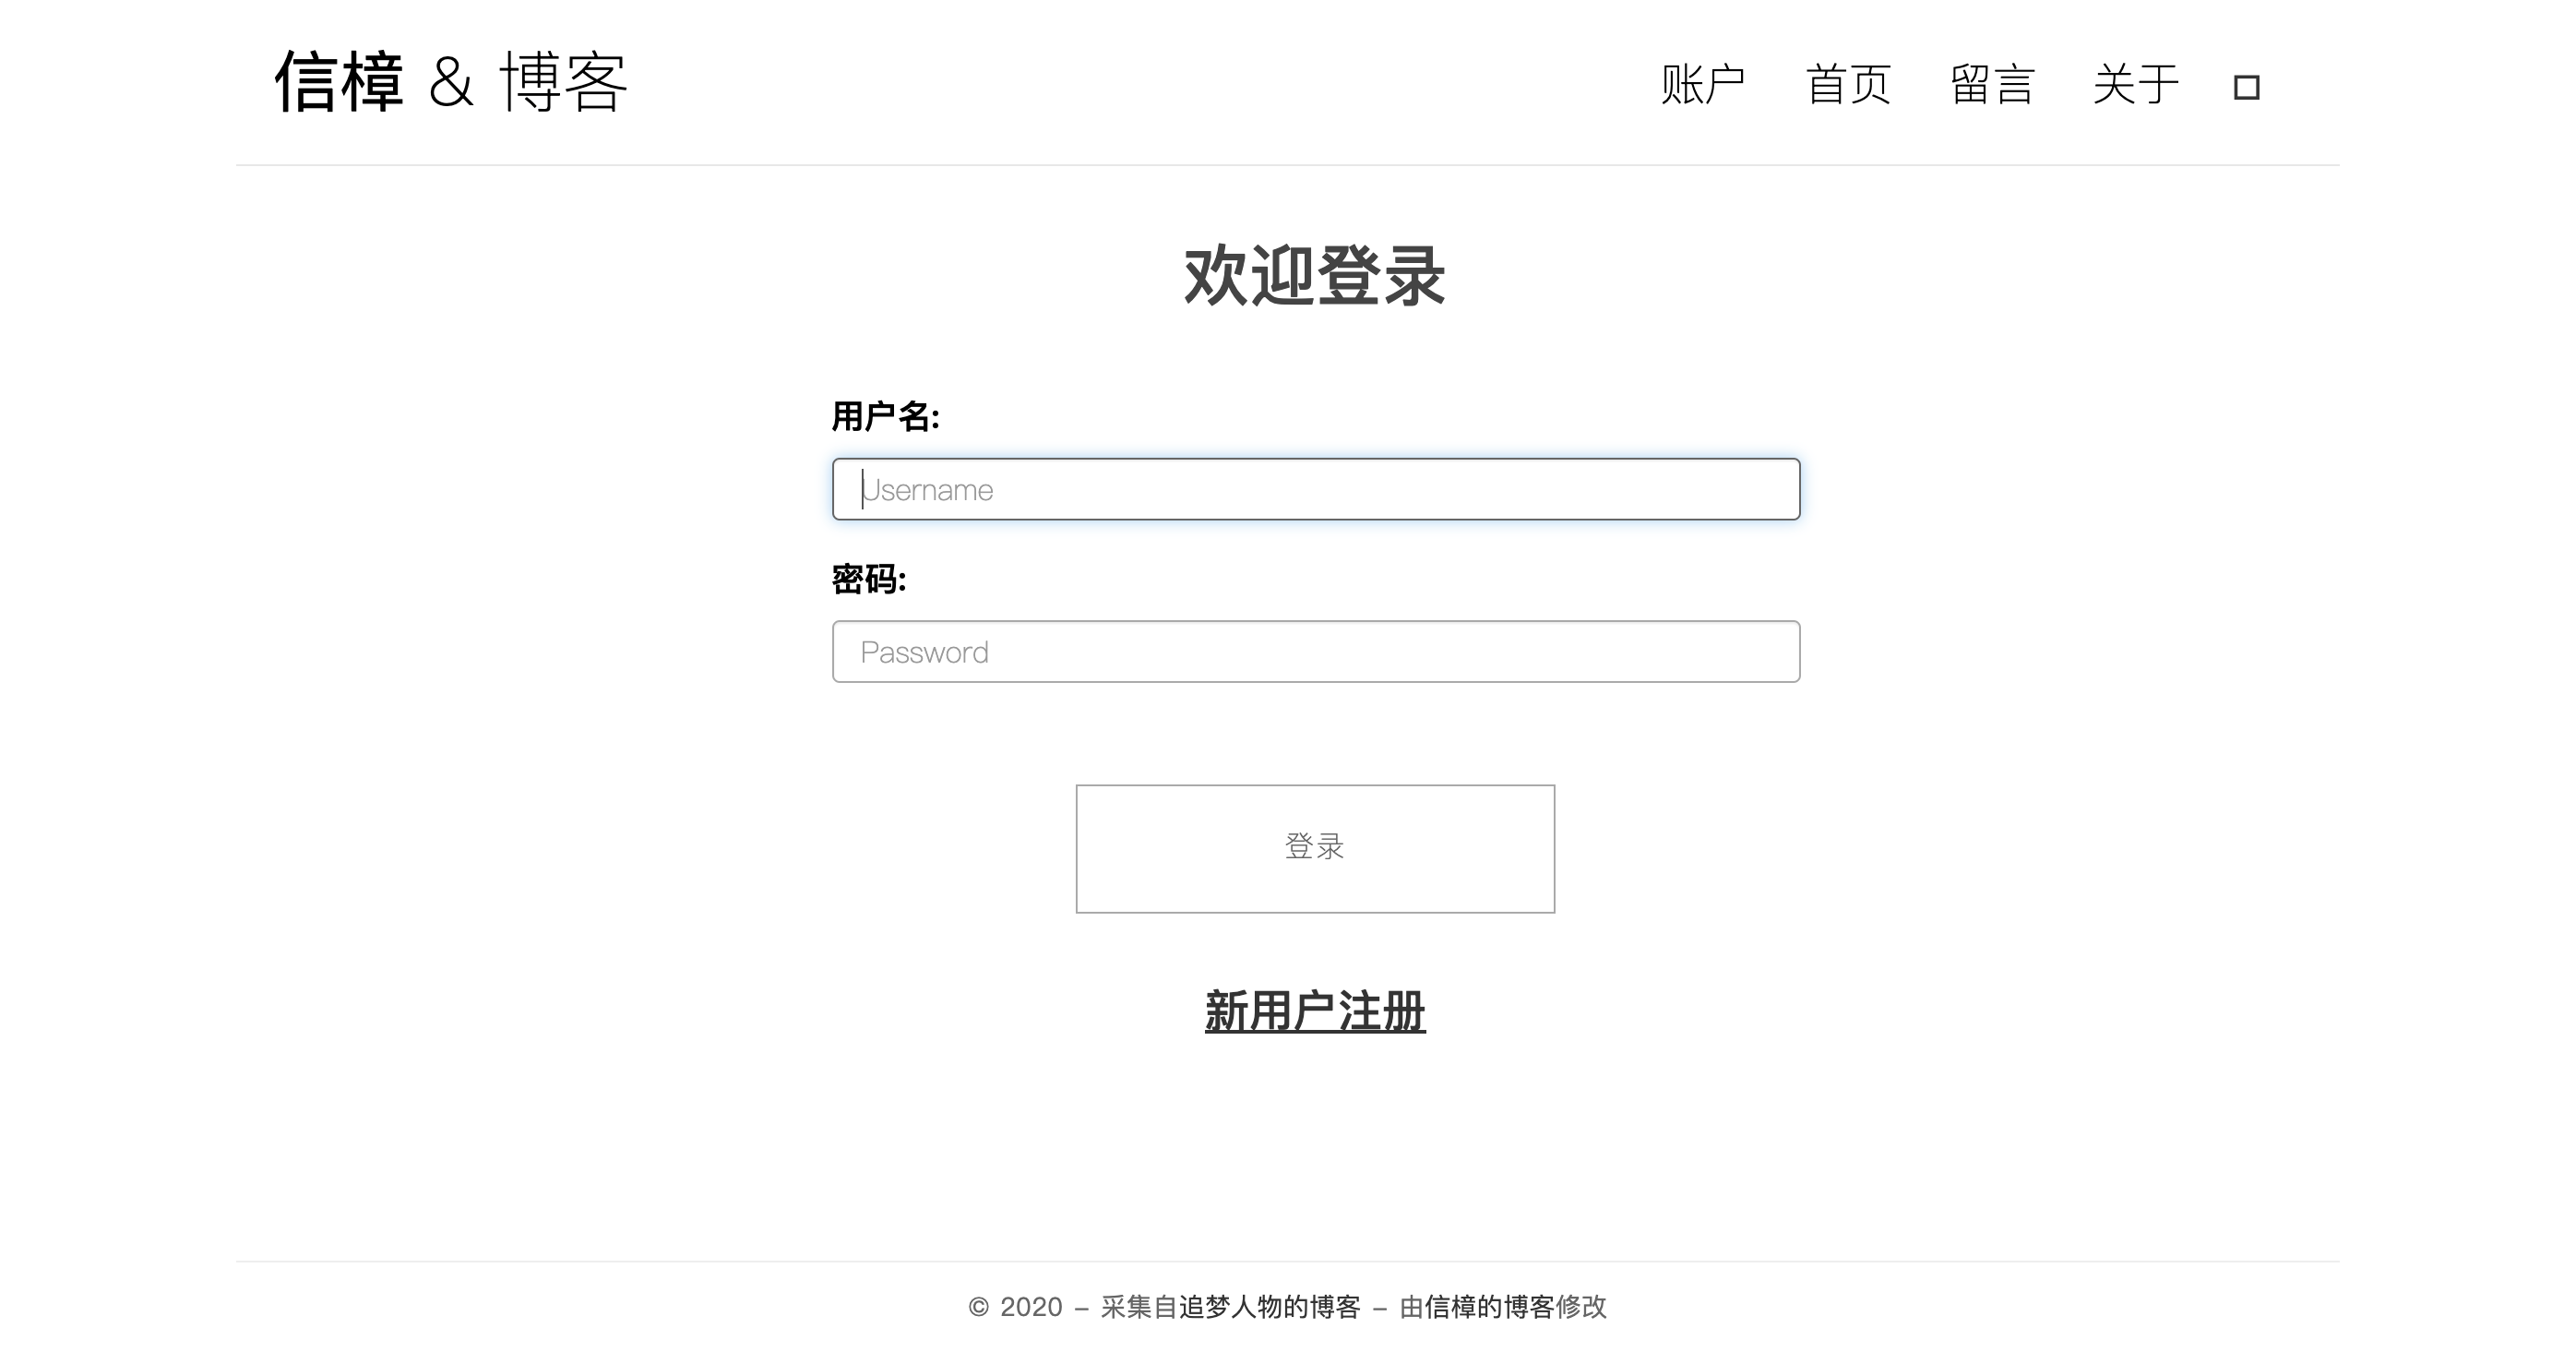 信樟 & 博客
账户 首页 留言 关于
欢迎登录
用户名:
Username
密码:
Password
登录
新用户注册
© 2020 – 采集自追梦人物的博客 – 由信樟的博客修改